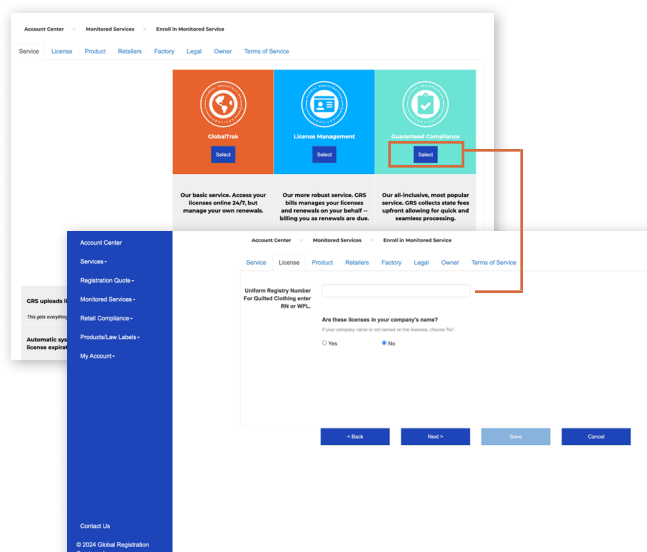 Account Center
Monitored Services
Enroll in Monitored Service
Service License Product Retailers Factory Legal Owner Terms of Service
GlobalTrak
Select
License Management
Select
Guaranteed Compliance
Select
Our basic service. Access your
licenses online 24/7, but
manage your own renewals.
Our more robust service. GRS
bills manages your licenses
and renewals on your behalf --
billing you as renewals are due.
Our all-inclusive, most popular
service. GRS collects state fees
upfront allowing for quick and
seamless processing.
GRS uploads li
This gets everything
Automatic sys
license expirat
Account Center
Services
Registration Quote
Monitored Services
Retail Compliance
Products/Law Labels
My Account
Contact Us
© 2024 Global Registration
Account Center
Monitored Services
Enroll in Monitored Service
Service License Product Retailers Factory Legal Owner Terms of Service
Uniform Registry Number
For Quilted Clothing enter
RN or WPL.
Are these licenses in your company's name?
If your company name is not named on the licenses, choose 'No'.
Yes No
< Back Next > Save Cancel